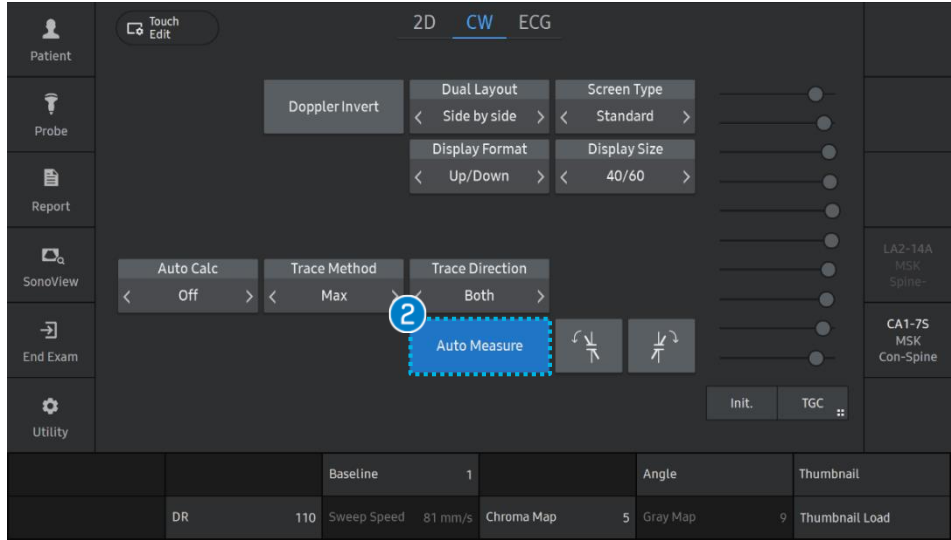 Patient
Probe
Report
SonoView
End Exam
Utility
Touch
Edit
2D CW ECG
Doppler Invert
Dual Layout
Side by side
Screen Type
Standard
Display Format
Up/Down
Display Size
40/60
Auto Calc
Off
Trace Method
Max
Trace Direction
Both
2
Auto Measure
Init.
TGC
LA2-14A
MSK
Spine-
CA1-7S
MSK
Con-Spine
Baseline 1
Angle
Thumbnail
DR 110
Sweep Speed 81 mm/s
Chroma Map 5
Gray Map 9
Thumbnail Load